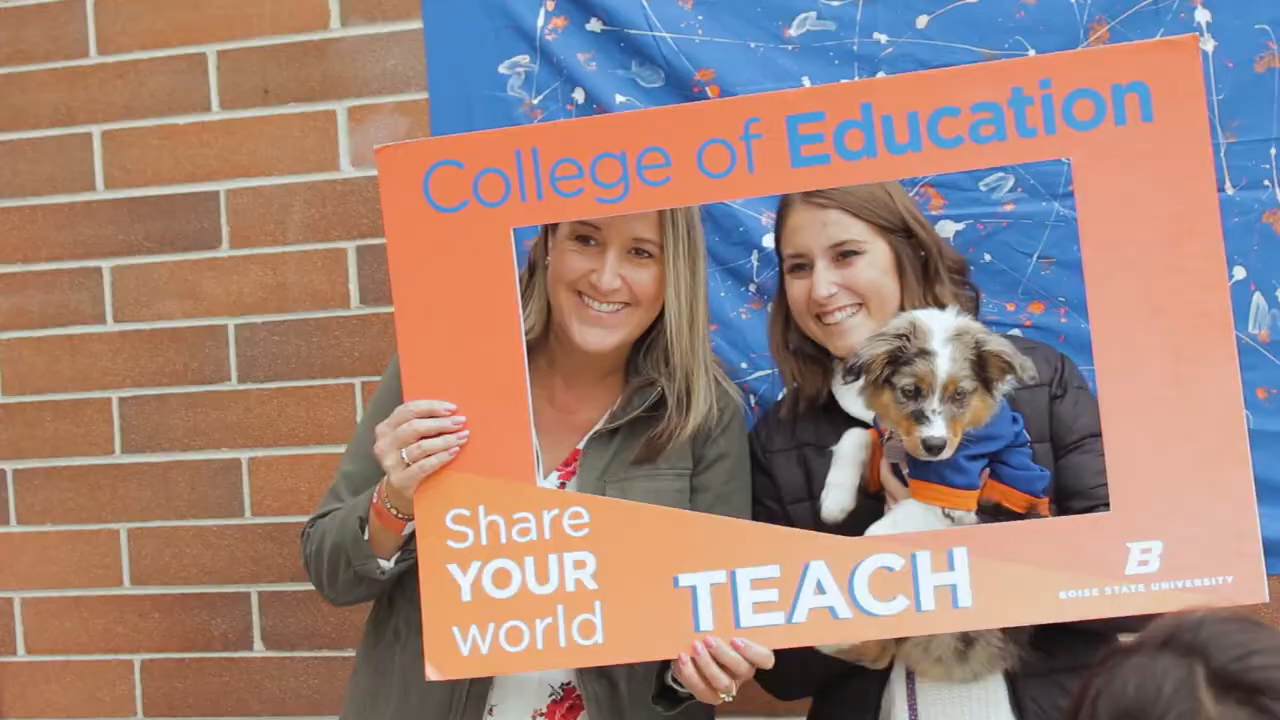 College of Education
Share
YOUR
world
TEACH
B
BOISE STATE UNIVERSITY